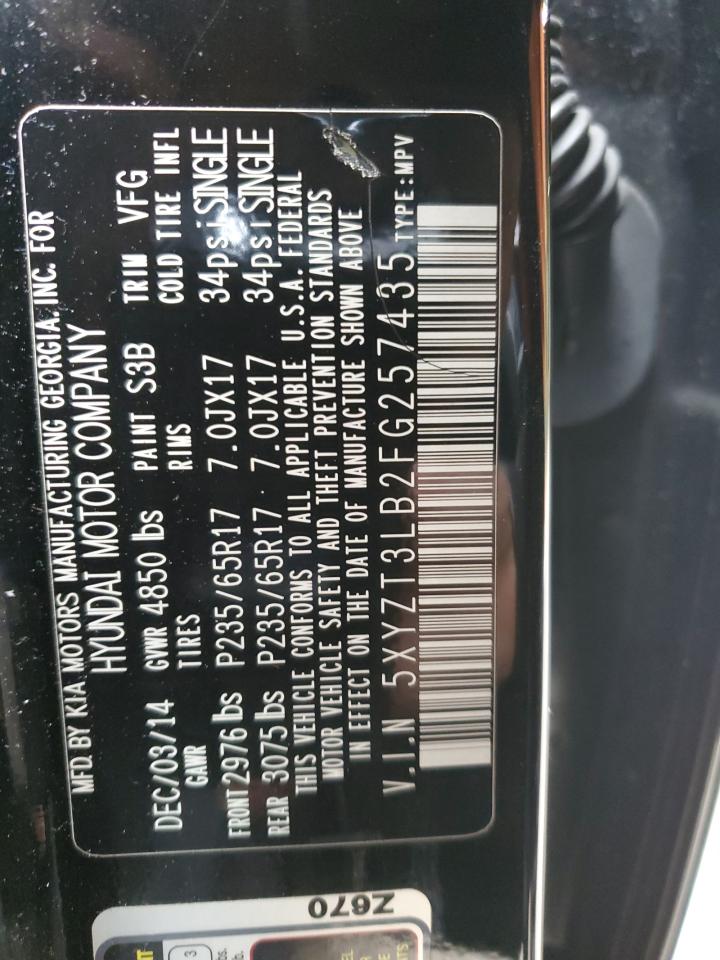 MFD. BY KIA MOTORS MANUFACTURING GEORGIA, INC. FOR
HYUNDAI MOTOR COMPANY
DEC/03/14 GVWR 4850 lbs PAINT S3B TRIM VFG
GAWR TIRES RIMS COLD TIRE INFL
FRONT 2976 lbs P235/65R17 7.0JX17 34psi SINGLE
REAR 3075 lbs P235/65R17 7.0JX17 34psi SINGLE
THIS VEHICLE CONFORMS TO ALL APPLICABLE U.S.A. FEDERAL
MOTOR VEHICLE SAFETY AND THEFT PREVENTION STANDARDS
IN EFFECT ON THE DATE OF MANUFACTURE SHOWN ABOVE
V.I.N 5XYZT3LB2FG257435 TYPE:MPV
Z670
3